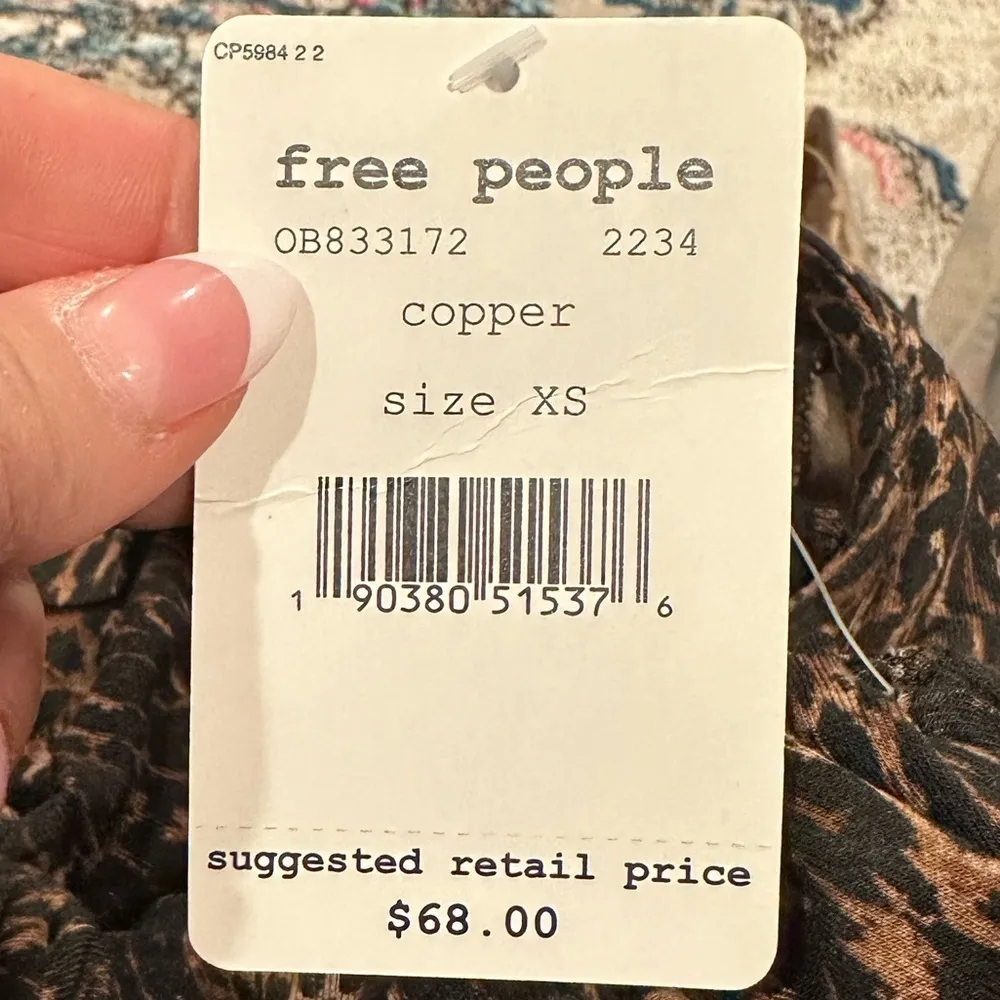 CP5984 2 2
free people
OB833172 2234
copper
size XS
1 90380 51537 6
suggested retail price
$68.00